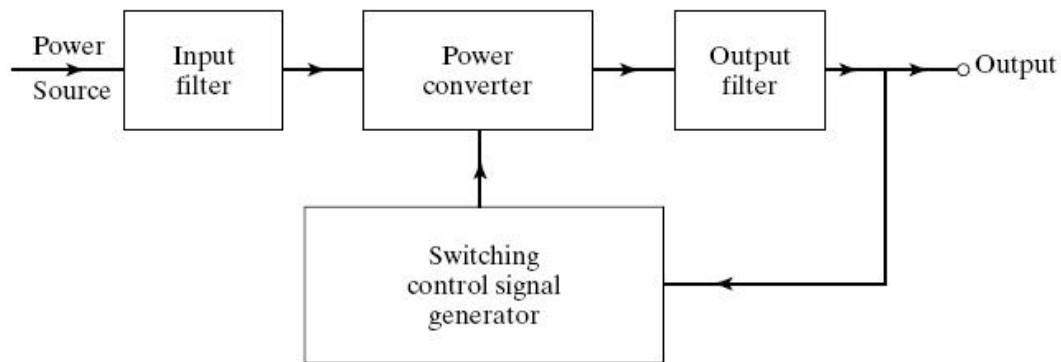 Power
Source
Input
filter
Power
converter
Output
filter
Output
Switching
control signal
generator